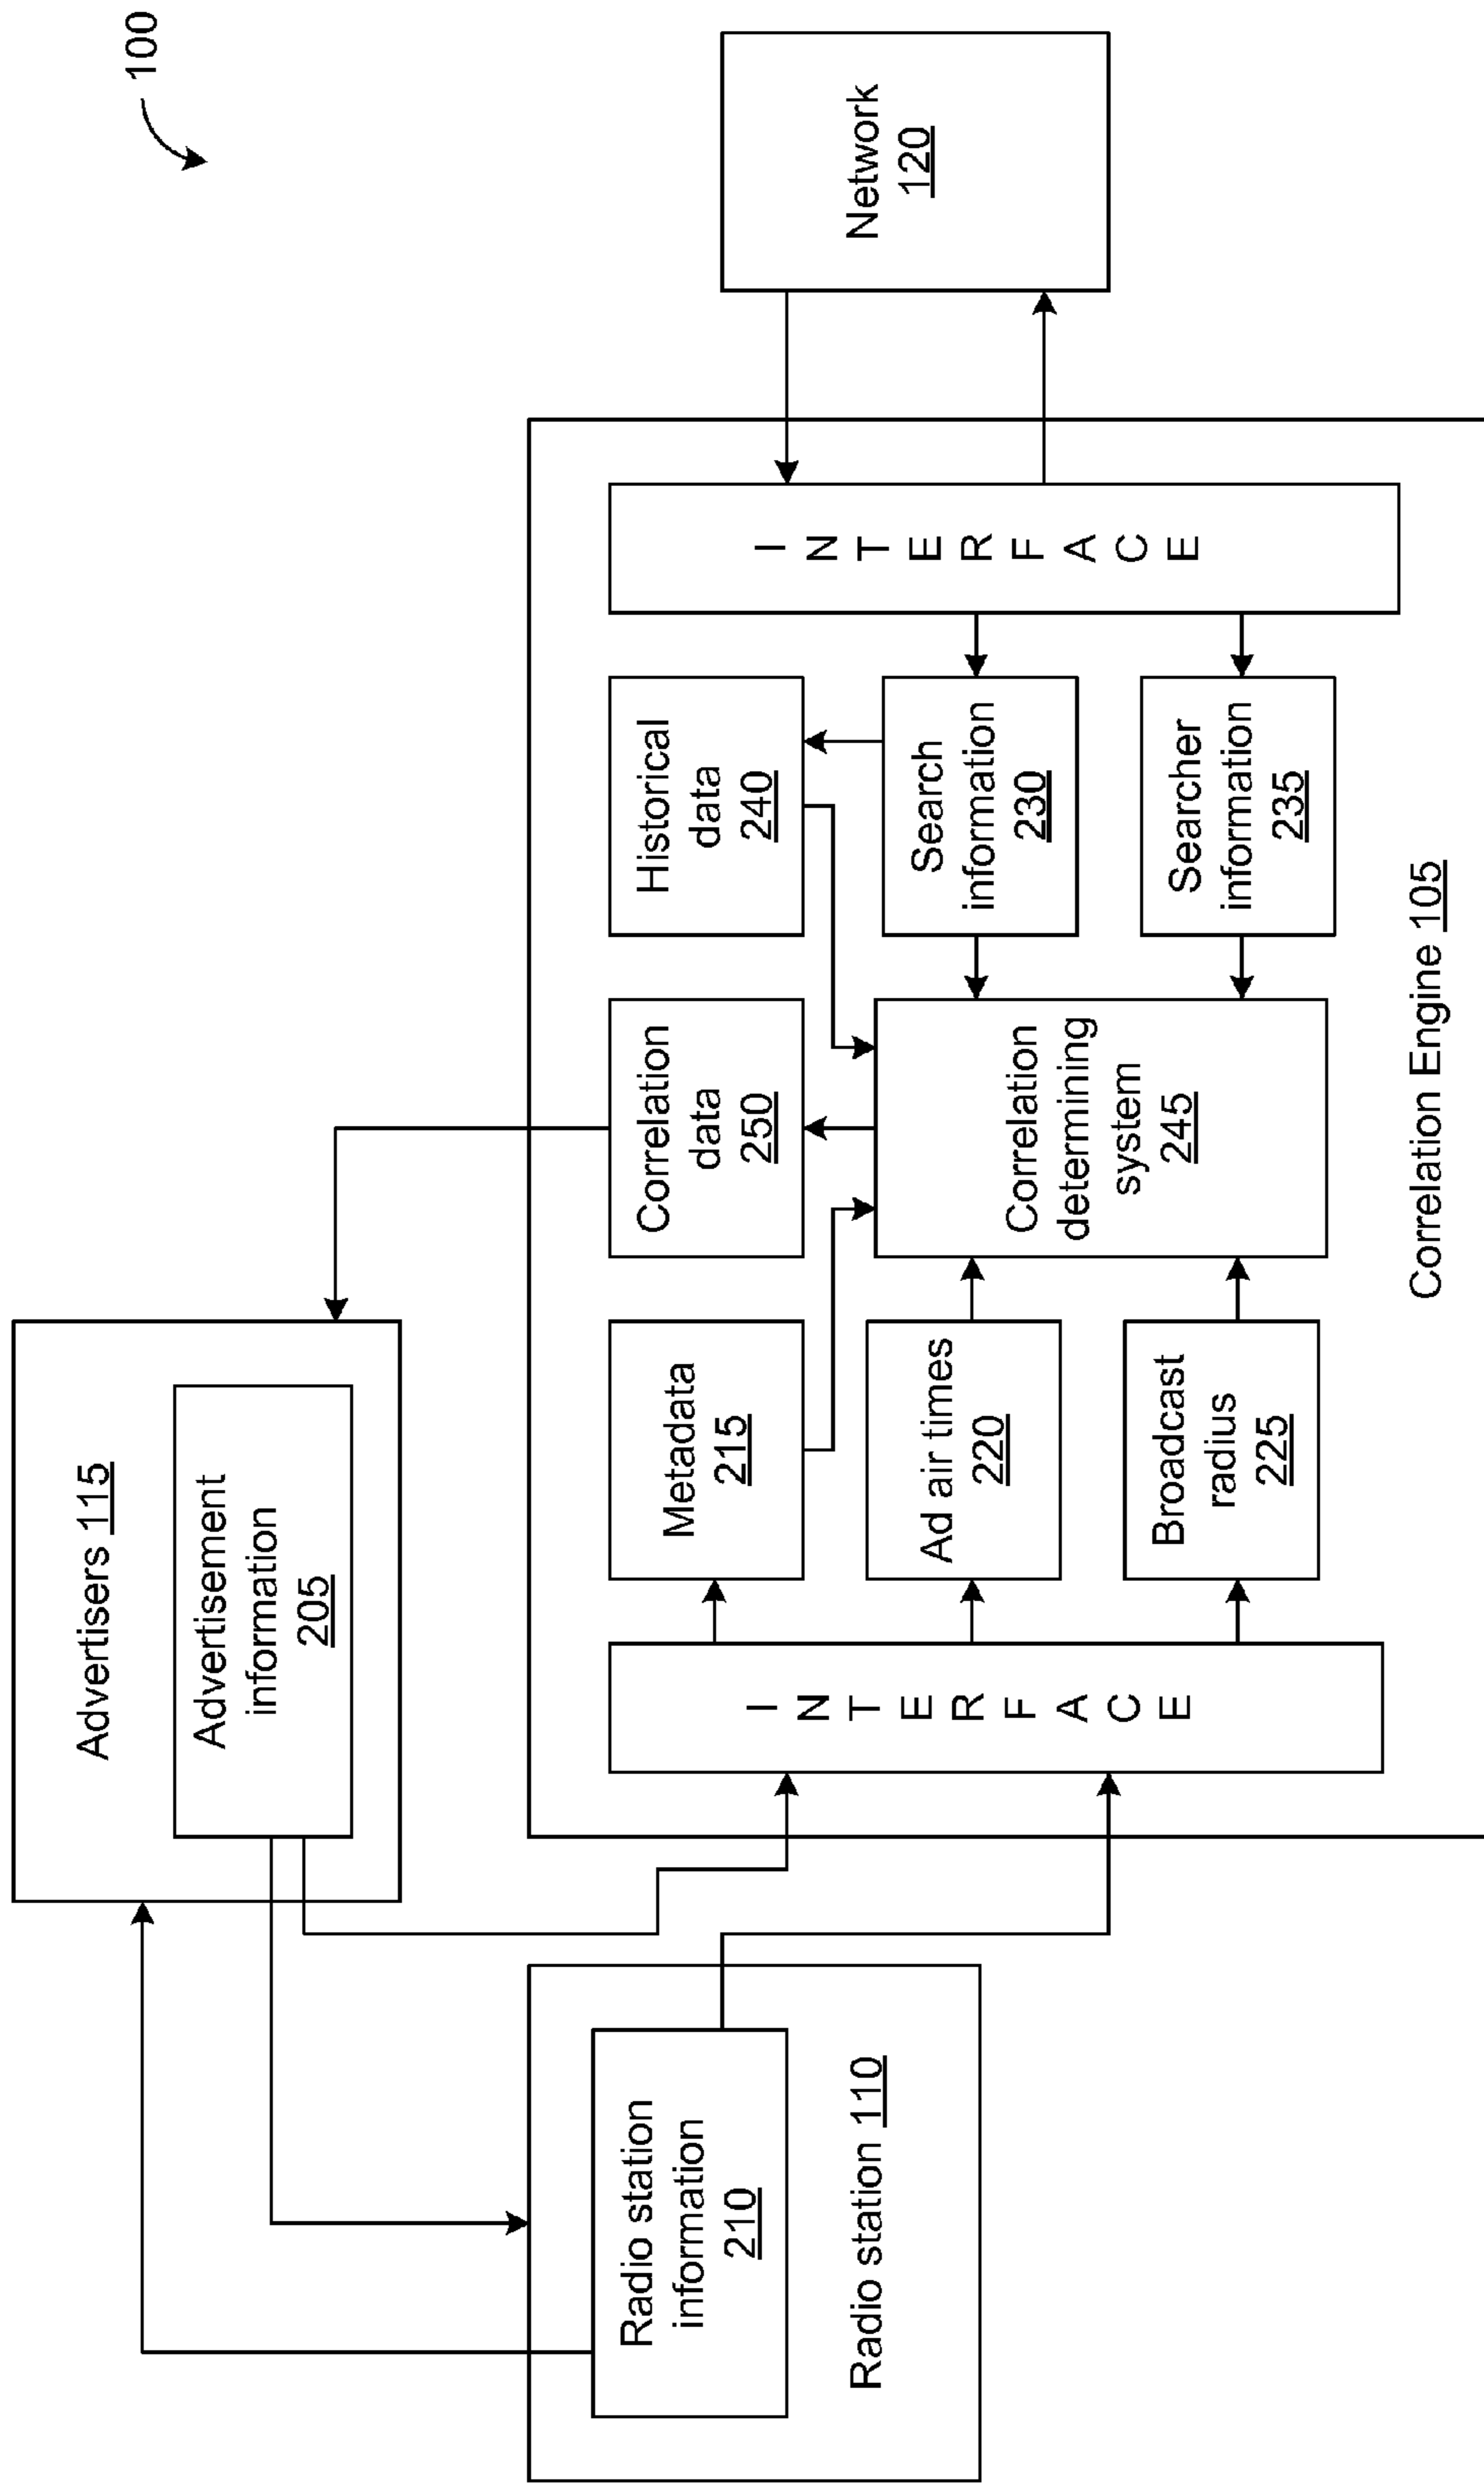 100
Advertisers 115
Advertisement
information
205
Radio station
information
210
Radio station 110
INTERFACE
Metadata
215
Ad air times
220
Broadcast
radius
225
Correlation
data
250
Correlation
determining
system
245
Historical
data
240
Search
information
230
Searcher
information
235
INTERFACE
Network
120
Correlation Engine 105